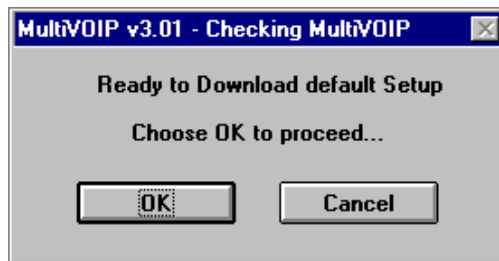 MultiVOIP v3.01 - Checking MultiVOIP
Ready to Download default Setup
Choose OK to proceed...
OK
Cancel